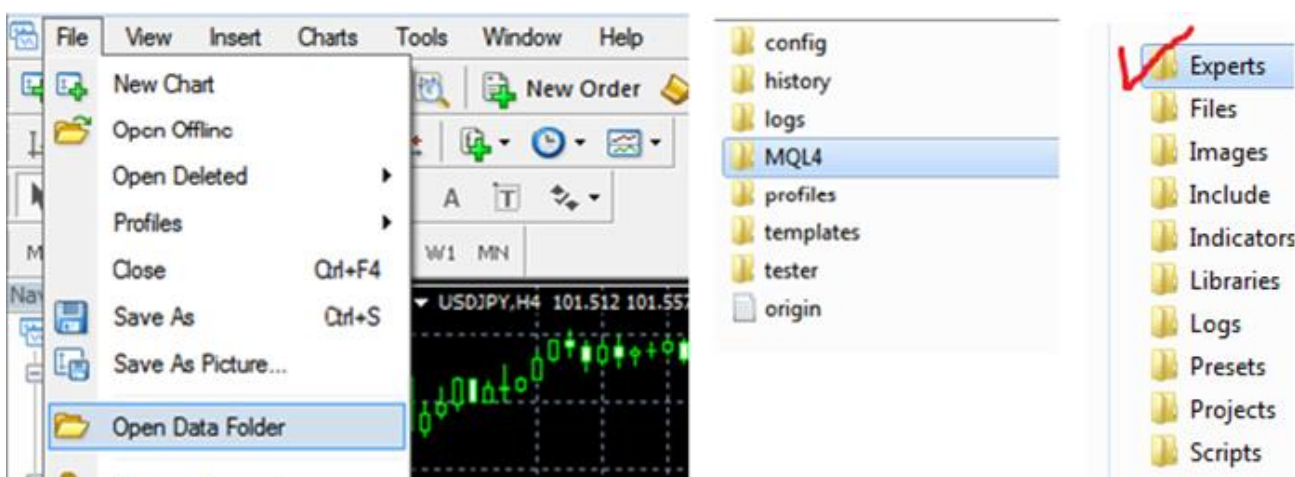 File View Insert Charts Tools Window Help
New Chart
New Order
Open Offline
Open Deleted
A T
Profiles
W1 MN
Close Ctrl+F4
Nav
USDJPY,H4 101.512 101.557
Save As Ctrl+S
Save As Picture...
Open Data Folder
config
history
logs
MQL4
profiles
templates
tester
origin
Experts
Files
Images
Include
Indicators
Libraries
Logs
Presets
Projects
Scripts